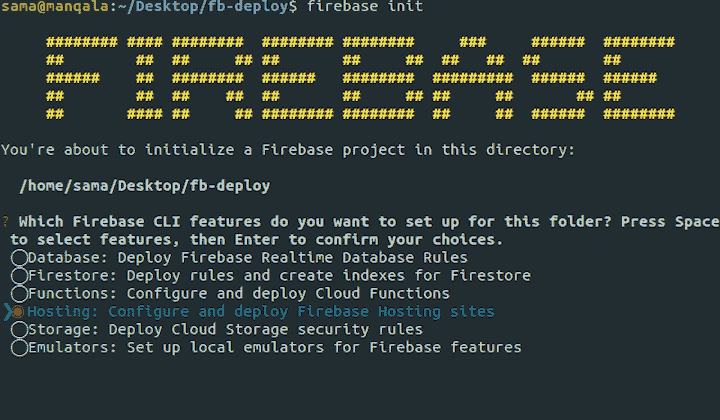 sama@manqala:~/Desktop/fb-deploy$ firebase init
FIREBASE
You're about to initialize a Firebase project in this directory:
/home/sama/Desktop/fb-deploy
? Which Firebase CLI features do you want to set up for this folder? Press Space
to select features, then Enter to confirm your choices.
◯Database: Deploy Firebase Realtime Database Rules
◯Firestore: Deploy rules and create indexes for Firestore
◯Functions: Configure and deploy Cloud Functions
❯◉Hosting: Configure and deploy Firebase Hosting sites
◯Storage: Deploy Cloud Storage security rules
◯Emulators: Set up local emulators for Firebase features